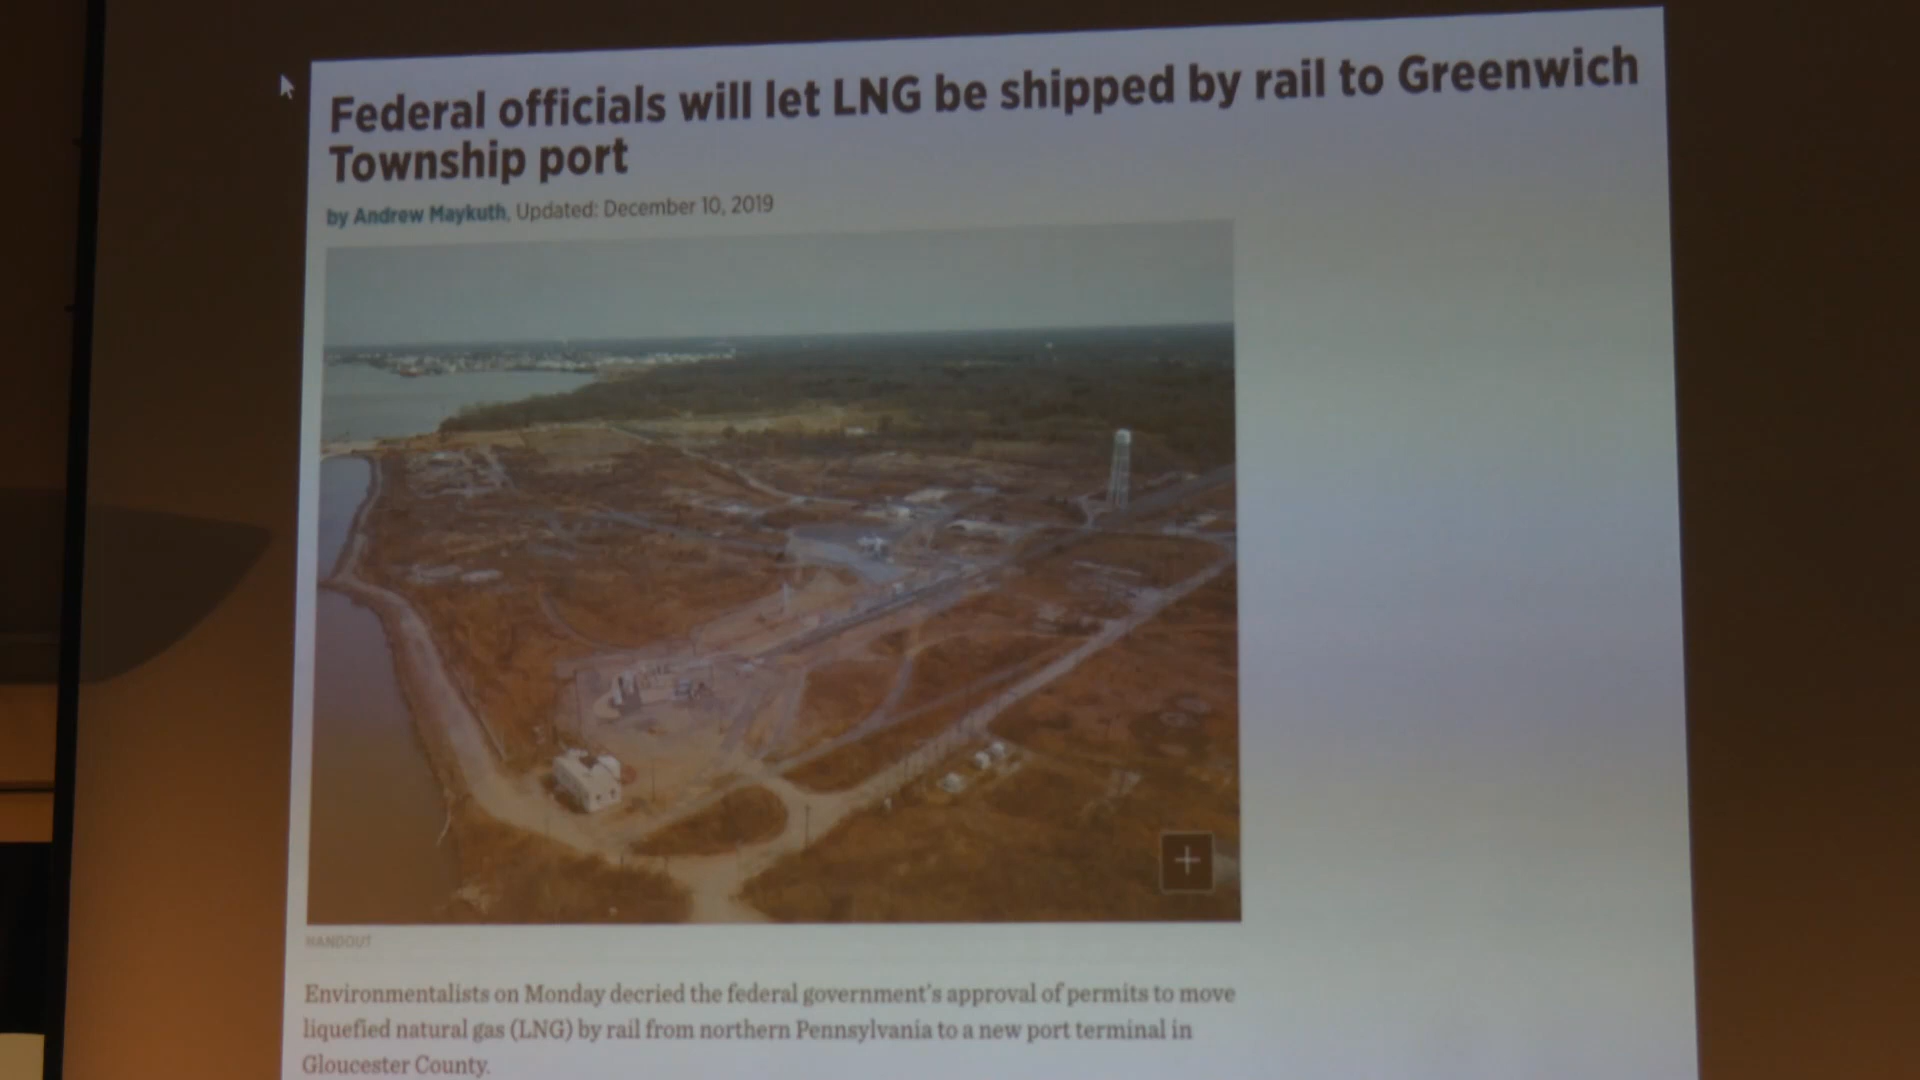 Federal officials will let LNG be shipped by rail to Greenwich
Township port
by Andrew Maykuth, Updated: December 10, 2019
HANDOUT
Environmentalists on Monday decried the federal government's approval of permits to move
liquefied natural gas (LNG) by rail from northern Pennsylvania to a new port terminal in
Gloucester County.